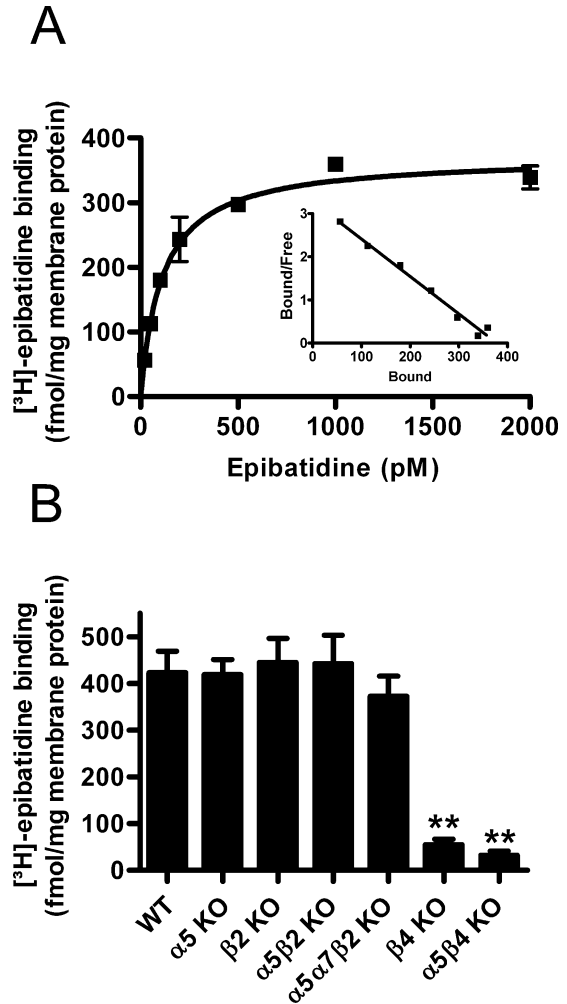 A
[³H]-epibatidine binding
(fmol/mg membrane protein)
400
300
200
100
0
0 500 1000 1500 2000
Epibatidine (pM)
Bound/Free
3
2
1
0
0 100 200 300 400
Bound
B
[³H]-epibatidine binding
(fmol/mg membrane protein)
500
400
300
200
100
0
** **
WT
α5 KO
β2 KO
α5β2 KO
α5α7β2 KO
β4 KO
α5β4 KO